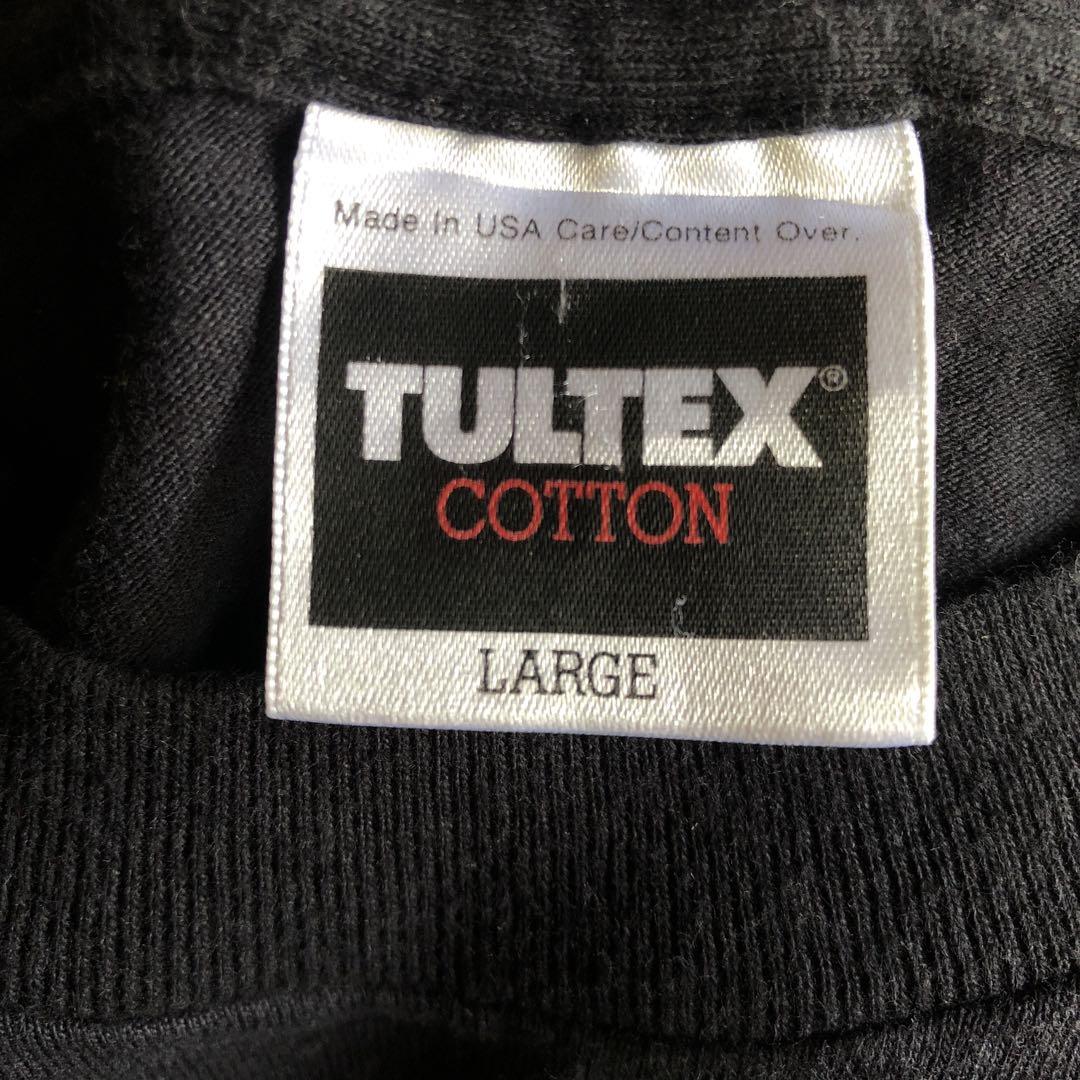 Made In USA Care/Content Over.
TULTEX®
COTTON
LARGE